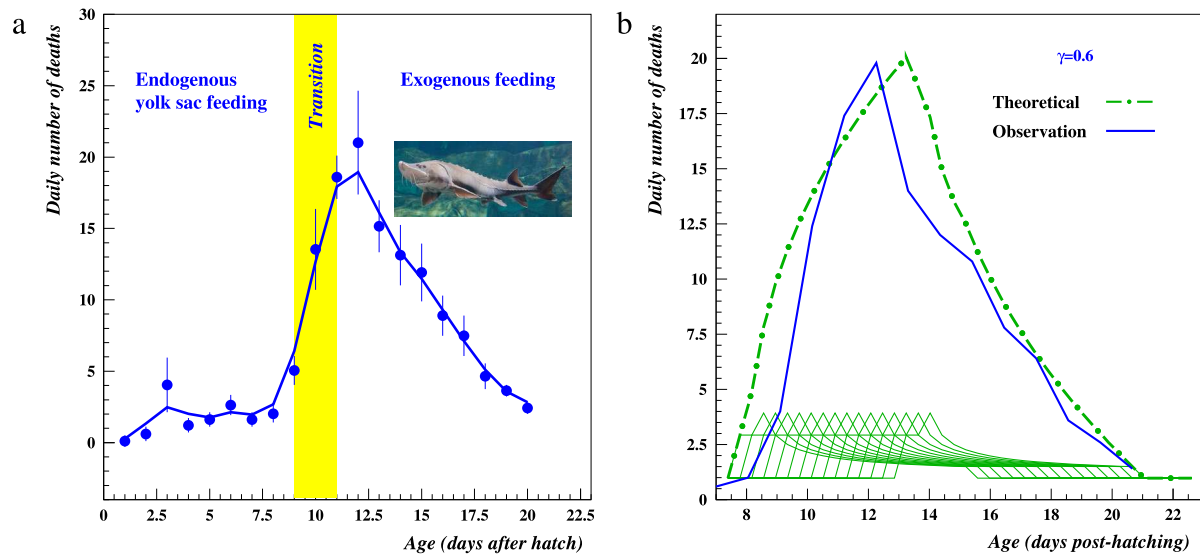 a
Daily number of deaths
30
25
20
15
10
5
0
Endogenous
yolk sac feeding
Transition
Exogenous feeding
0 2.5 5 7.5 10 12.5 15 17.5 20 22.5
Age (days after hatch)
b
Daily number of deaths
20
17.5
15
12.5
10
7.5
5
2.5
0
γ=0.6
Theoretical
Observation
8 10 12 14 16 18 20 22
Age (days post-hatching)